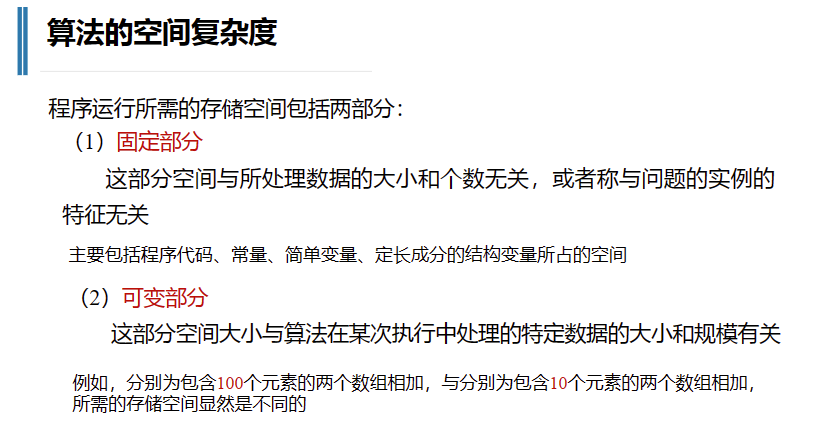 算法的空间复杂度
程序运行所需的存储空间包括两部分：
（1）固定部分
这部分空间与所处理数据的大小和个数无关，或者称与问题的实例的
特征无关
主要包括程序代码、常量、简单变量、定长成分的结构变量所占的空间
（2）可变部分
这部分空间大小与算法在某次执行中处理的特定数据的大小和规模有关
例如，分别为包含100个元素的两个数组相加，与分别为包含10个元素的两个数组相加，
所需的存储空间显然是不同的